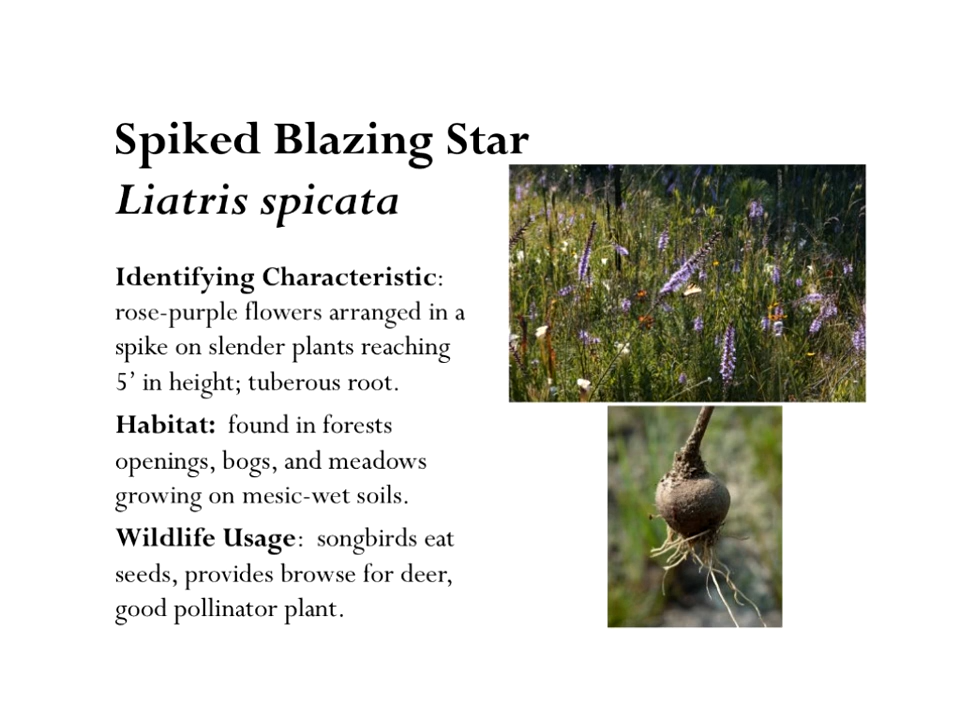 Spiked Blazing Star
Liatris spicata
Identifying Characteristic:
rose-purple flowers arranged in a
spike on slender plants reaching
5’ in height; tuberous root.
Habitat: found in forests
openings, bogs, and meadows
growing on mesic-wet soils.
Wildlife Usage: songbirds eat
seeds, provides browse for deer,
good pollinator plant.